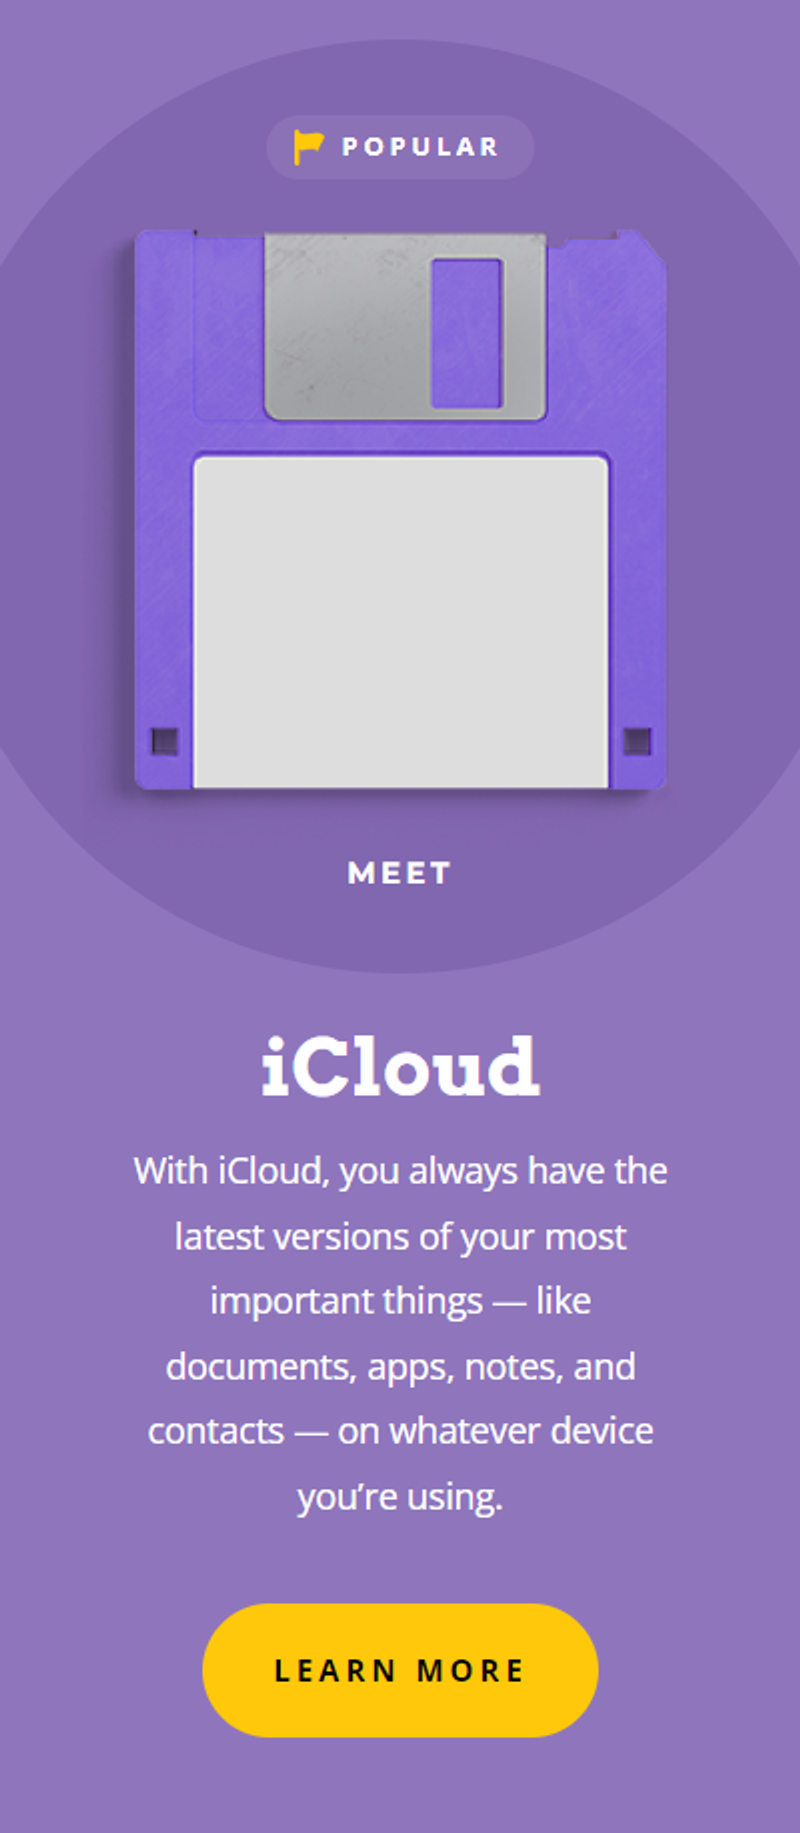 POPULAR
MEET
iCloud
With iCloud, you always have the
latest versions of your most
important things — like
documents, apps, notes, and
contacts — on whatever device
you’re using.
LEARN MORE